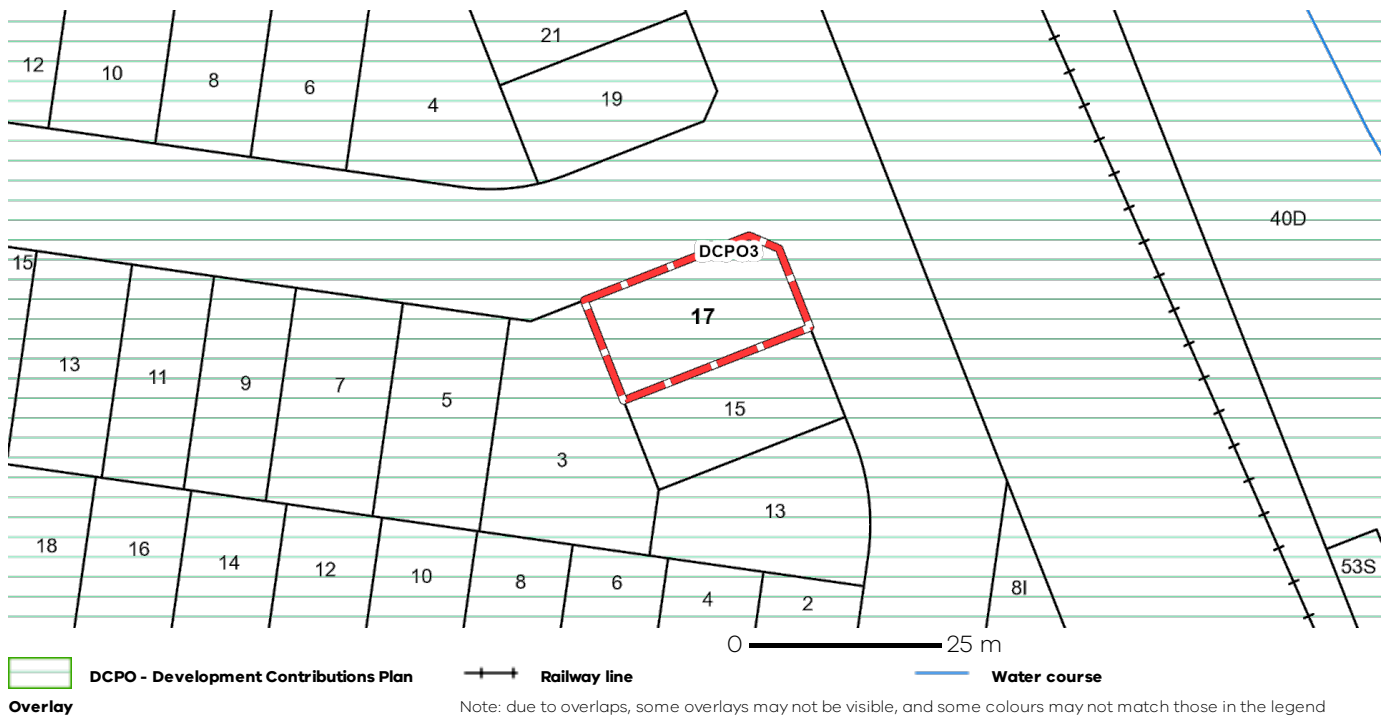 21
12
10
8
6
4
19
40D
DCPO3
15
17
13
11
9
7
5
15
3
13
18
16
14
12
10
8
6
4
2
8I
53S
0 25 m
DCPO - Development Contributions Plan Overlay
Railway line
Water course
Note: due to overlaps, some overlays may not be visible, and some colours may not match those in the legend